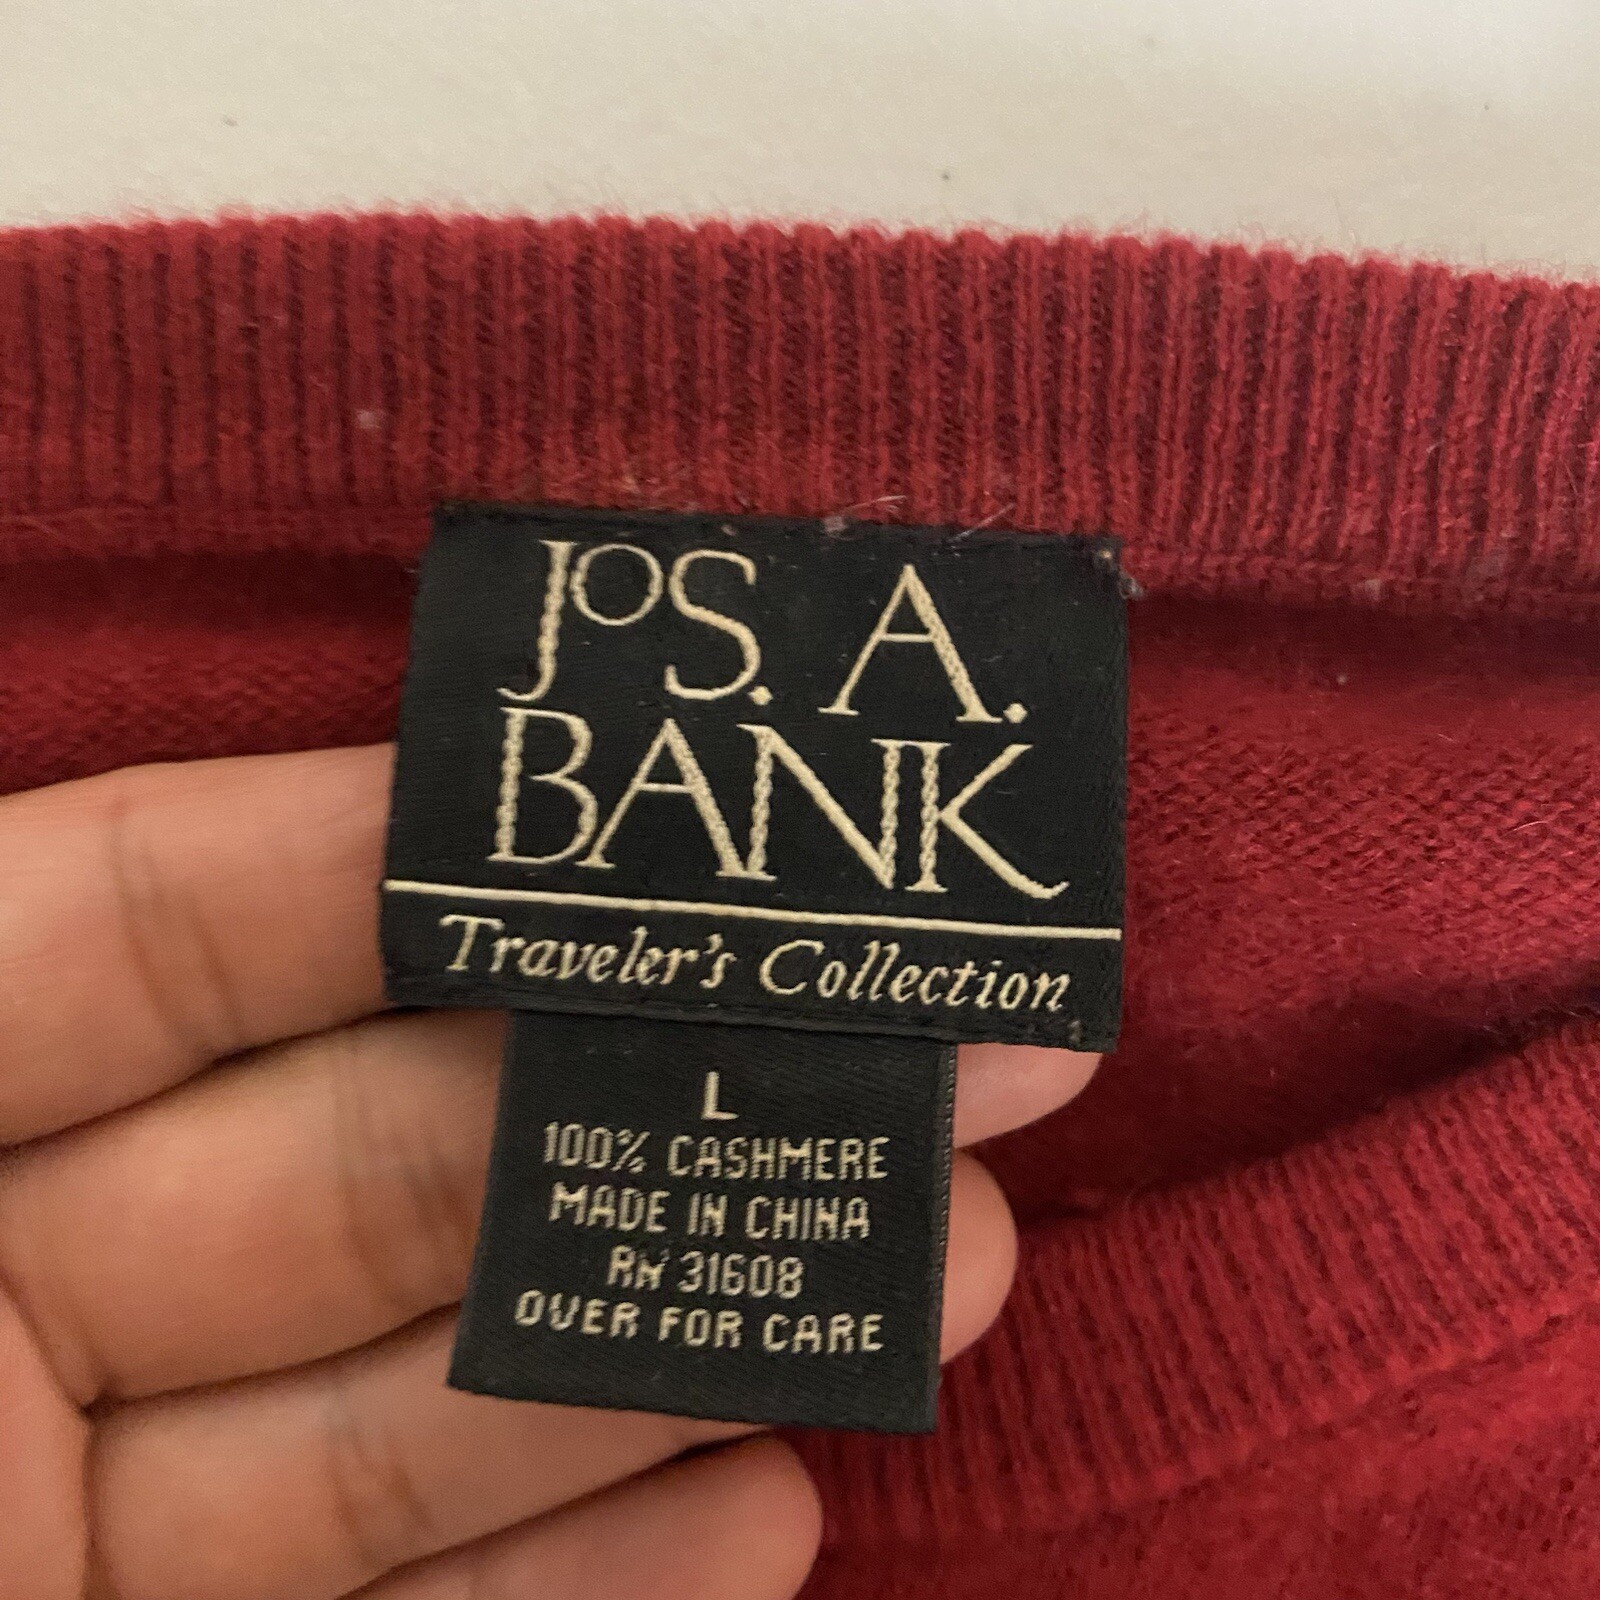 JoS. A.
BANK
Traveler's Collection
L
100% CASHMERE
MADE IN CHINA
RN 31608
OVER FOR CARE